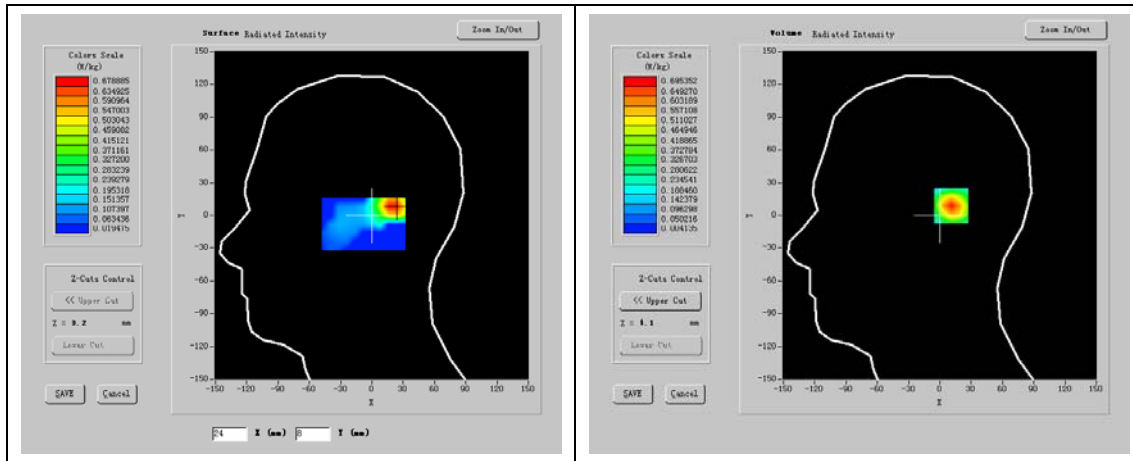 Surface Radiated Intensity
Zoom In/Out
Colors Scale
(W/kg)
0.678885
0.634925
0.590964
0.547003
0.503043
0.459082
0.415121
0.371161
0.327200
0.283239
0.239279
0.195318
0.151357
0.107397
0.063436
0.019475
150
120
90
60
30
0
-30
-60
-90
-120
-150
Y
-150 -120 -90 -60 -30 0 30 60 90 120 150
X
Z-Cuts Control
<< Upper Cut
mm
Lower Cut
SAVE
Cancel
24 X (mm) 8 Y (mm)
Volume Radiated Intensity
Zoom In/Out
Colors Scale
(W/kg)
0.695352
0.649270
0.603189
0.557108
0.511027
0.464946
0.418865
0.372784
0.326703
0.280622
0.234541
0.188460
0.142379
0.096298
0.050216
0.004135
150
120
90
60
30
0
-30
-60
-90
-120
-150
Y
-150 -120 -90 -60 -30 0 30 60 90 120 150
X
Z-Cuts Control
<< Upper Cut
mm
Lower Cut
SAVE
Cancel